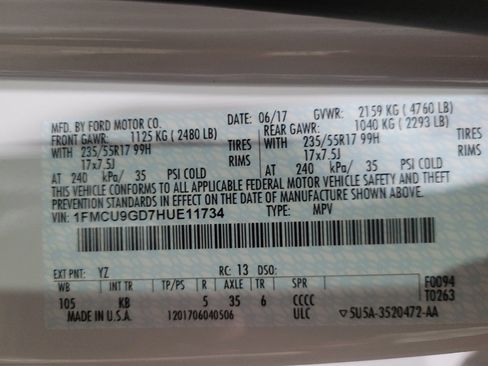 MFD. BY FORD MOTOR CO.
DATE: 06/17 GVWR: 2159 KG ( 4760 LB)
FRONT GAWR: 1125 KG ( 2480 LB) REAR GAWR: 1040 KG ( 2293 LB)
WITH 235/55R17 99H TIRES WITH 235/55R17 99H TIRES
17x7.5J RIMS 17x7.5J RIMS
AT 240 kPa/ 35 PSI COLD AT 240 kPa/ 35 PSI COLD
THIS VEHICLE CONFORMS TO ALL APPLICABLE FEDERAL MOTOR VEHICLE SAFETY AND THEFT
PREVENTION STANDARDS IN EFFECT ON THE DATE OF MANUFACTURE SHOWN ABOVE.
VIN: 1FMCU9GD7HUE11734 TYPE: MPV
EXT PNT: YZ RC: 13 DSO:
WB INT TR TP/PS R AXLE TR SPR F0094
105 KB 5 35 6 CCCC T0263
MADE IN U.S.A. 1201706040506 ULC ▽5U5A-3520472-AA